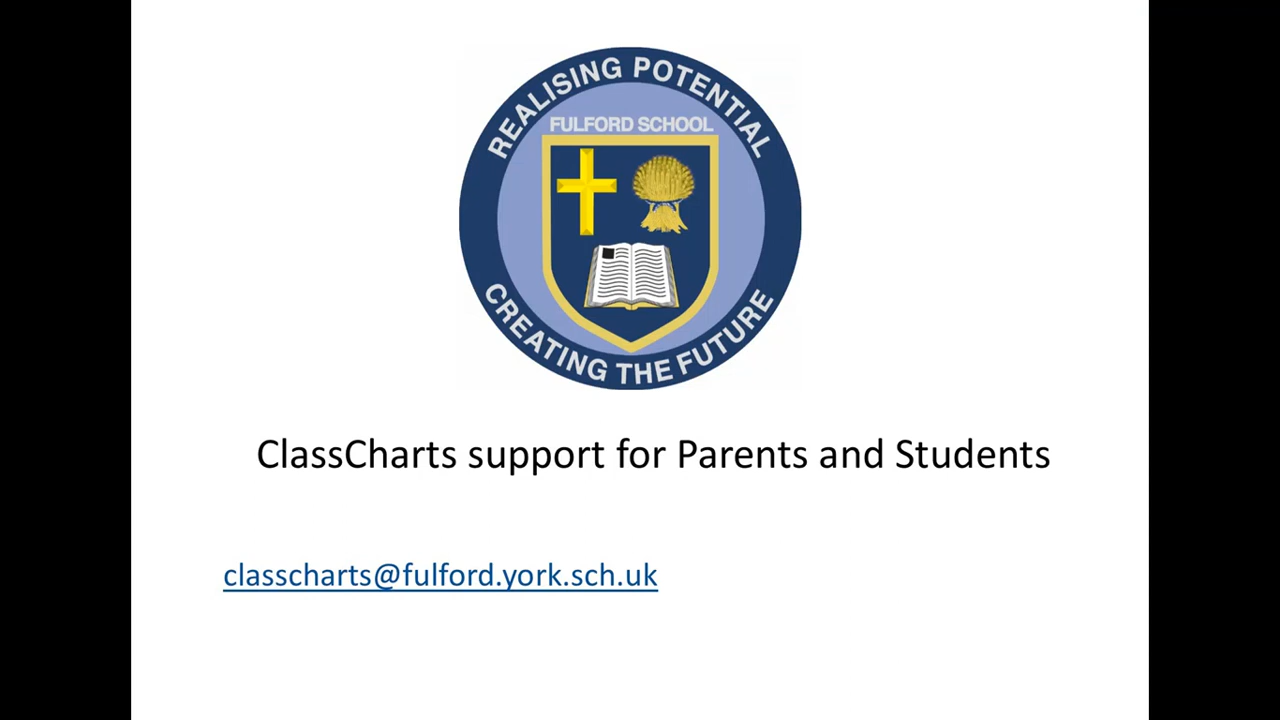 REALISING POTENTIAL
FULFORD SCHOOL
CREATING THE FUTURE
ClassCharts support for Parents and Students
classcharts@fulford.york.sch.uk